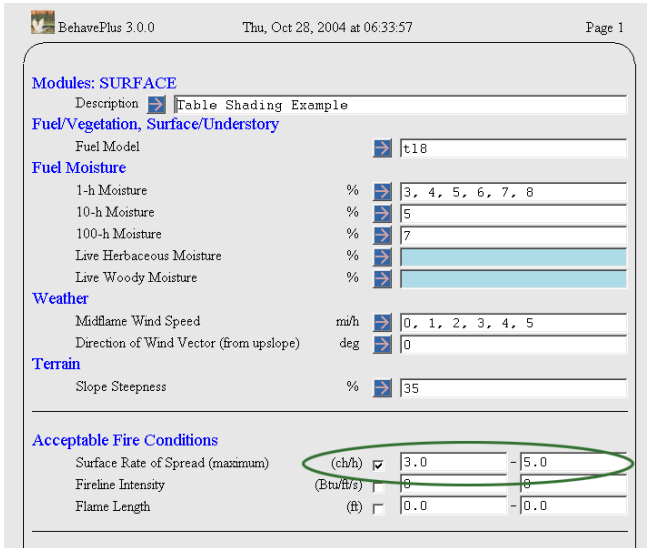 BehavePlus 3.0.0 Thu, Oct 28, 2004 at 06:33:57 Page 1
Modules: SURFACE
Description Table Shading Example
Fuel/Vegetation, Surface/Understory
Fuel Model tl8
Fuel Moisture
1-h Moisture % 3, 4, 5, 6, 7, 8
10-h Moisture % 5
100-h Moisture % 7
Live Herbaceous Moisture %
Live Woody Moisture %
Weather
Midflame Wind Speed mi/h 0, 1, 2, 3, 4, 5
Direction of Wind Vector (from upslope) deg 0
Terrain
Slope Steepness % 35
Acceptable Fire Conditions
Surface Rate of Spread (maximum) (ch/h) 3.0 - 5.0
Fireline Intensity (Btu/ft/s) 0 - 0
Flame Length (ft) 0.0 - 0.0